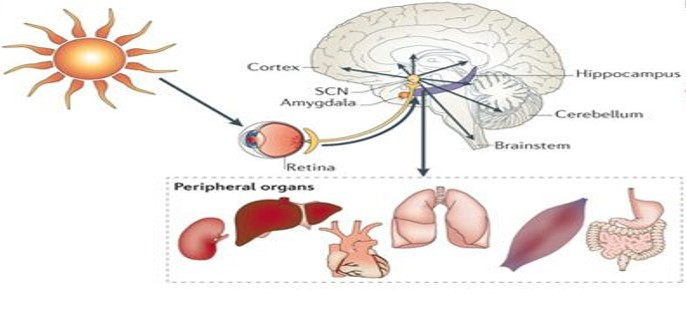 Cortex
SCN
Amygdala
Hippocampus
Cerebellum
Brainstem
Retina
Peripheral organs